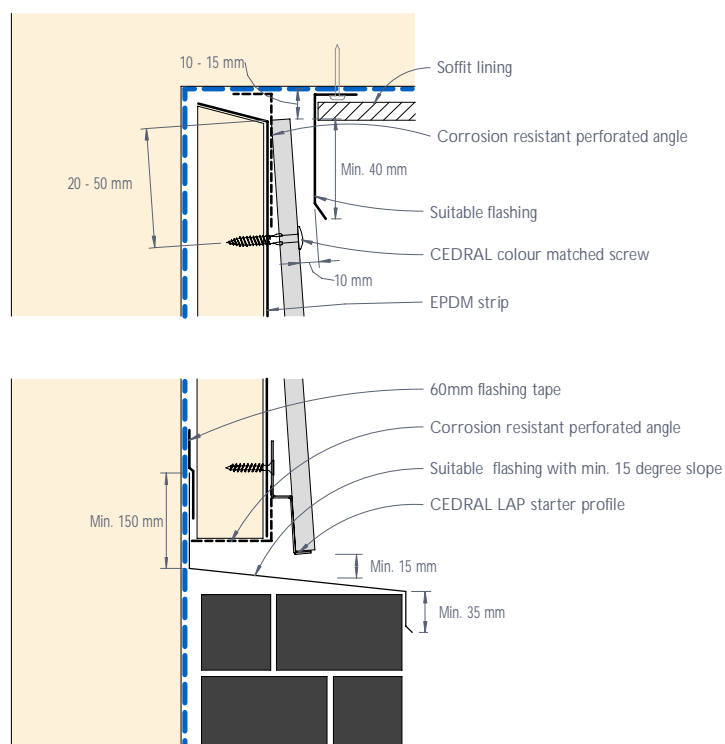 10 - 15 mm
Soffit lining
Corrosion resistant perforated angle
Min. 40 mm
20 - 50 mm
Suitable flashing
CEDRAL colour matched screw
10 mm
EPDM strip
60mm flashing tape
Corrosion resistant perforated angle
Suitable flashing with min. 15 degree slope
CEDRAL LAP starter profile
Min. 150 mm
Min. 15 mm
Min. 35 mm